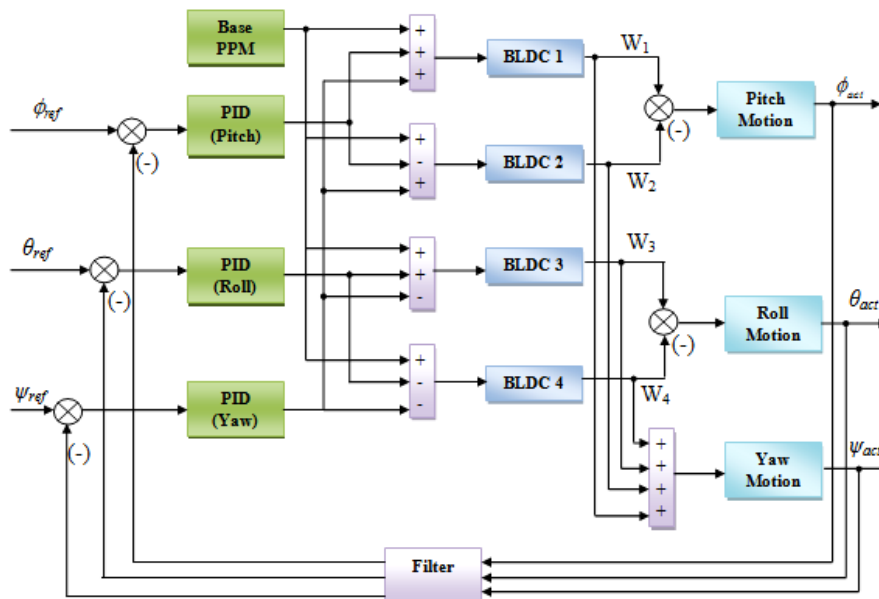 Base
PPM
+
+
+
BLDC 1
W₁
(-)
Pitch
Motion
ϕact
ϕref
(-)
PID
(Pitch)
+
-
+
BLDC 2
W₂
θref
(-)
PID
(Roll)
+
+
-
BLDC 3
W₃
(-)
Roll
Motion
θact
ψref
(-)
PID
(Yaw)
+
-
-
BLDC 4
W₄
+
+
+
+
Yaw
Motion
ψact
Filter